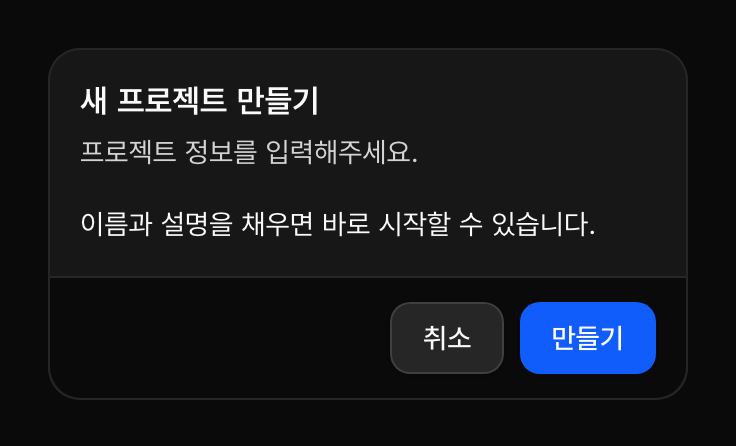 새 프로젝트 만들기
프로젝트 정보를 입력해주세요.
이름과 설명을 채우면 바로 시작할 수 있습니다.
취소
만들기